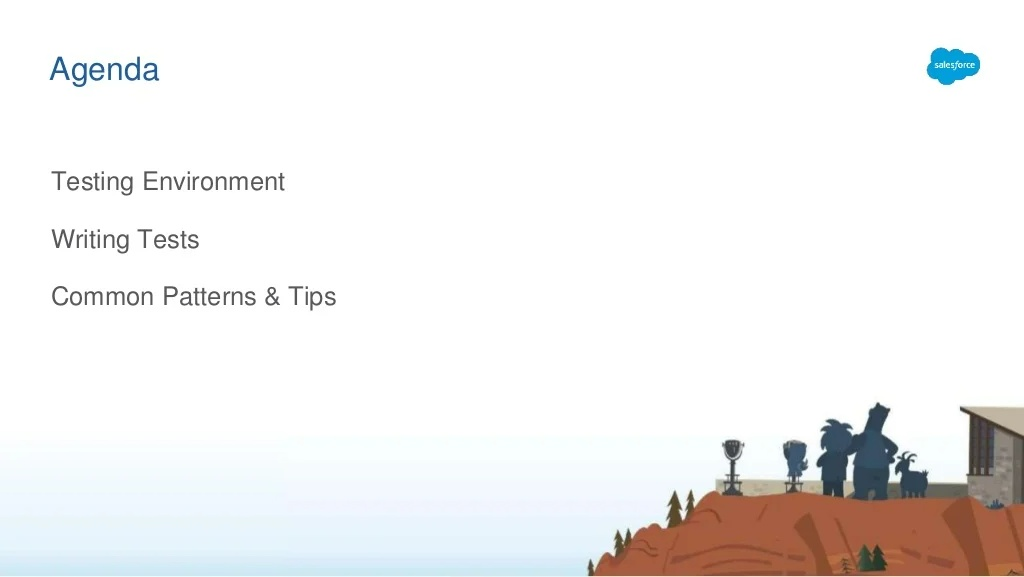 Agenda
salesforce
Testing Environment
Writing Tests
Common Patterns & Tips